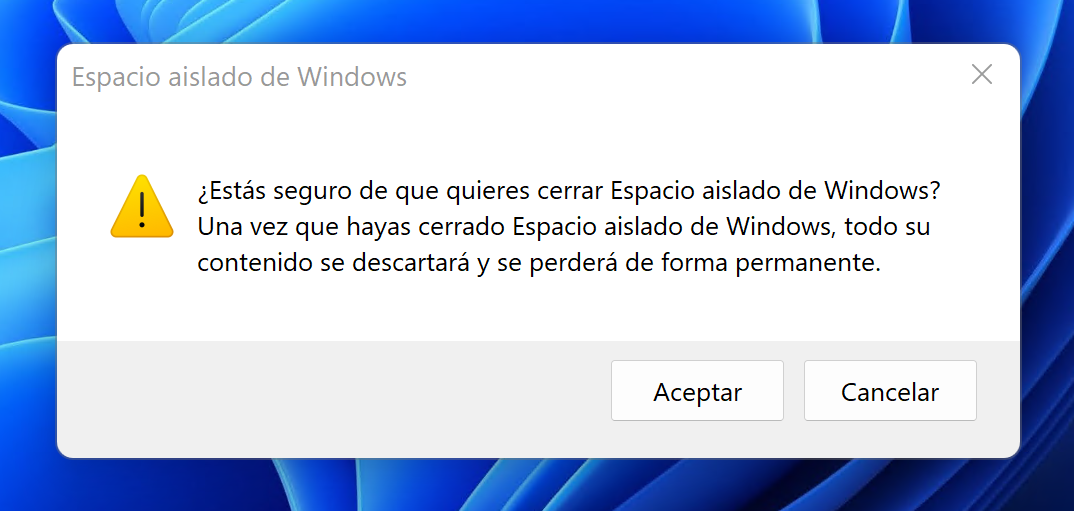 Espacio aislado de Windows
¿Estás seguro de que quieres cerrar Espacio aislado de Windows?
Una vez que hayas cerrado Espacio aislado de Windows, todo su
contenido se descartará y se perderá de forma permanente.
Aceptar
Cancelar